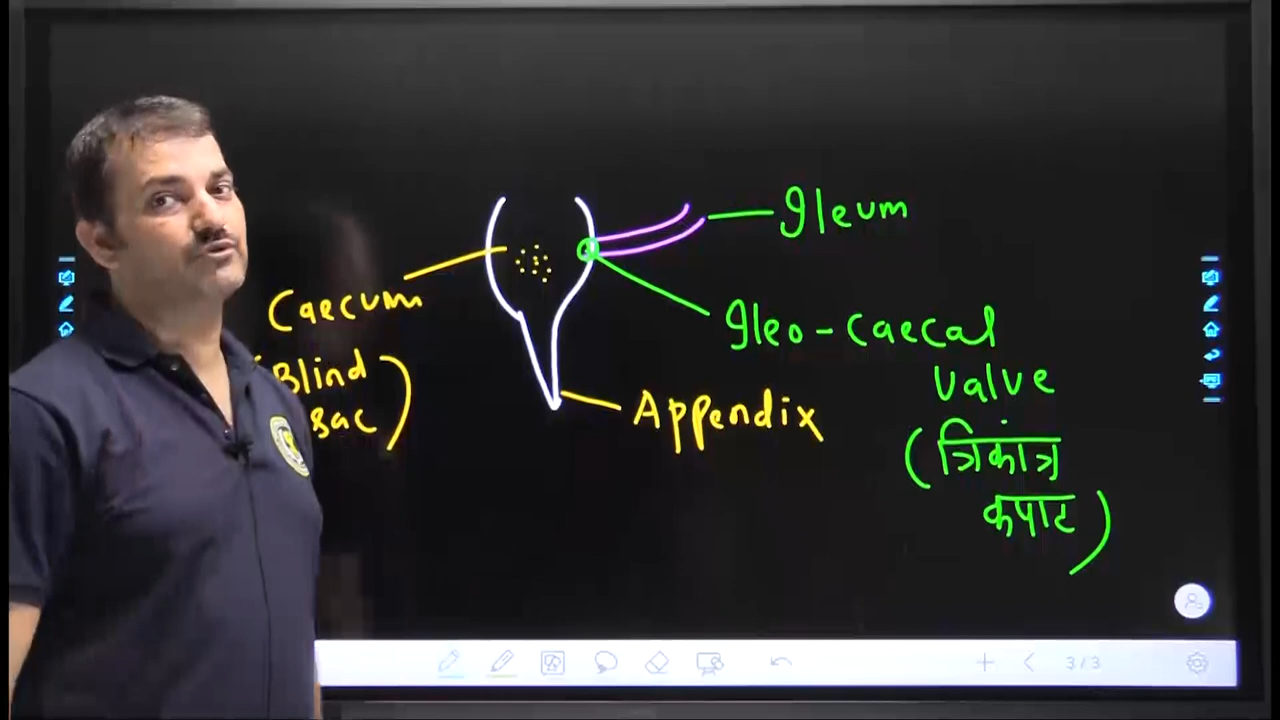 Ileum
Caecum
Ileo-caecal
valve
(Blind
sac)
Appendix
(त्रिकांत्र
कपाट)
3/3